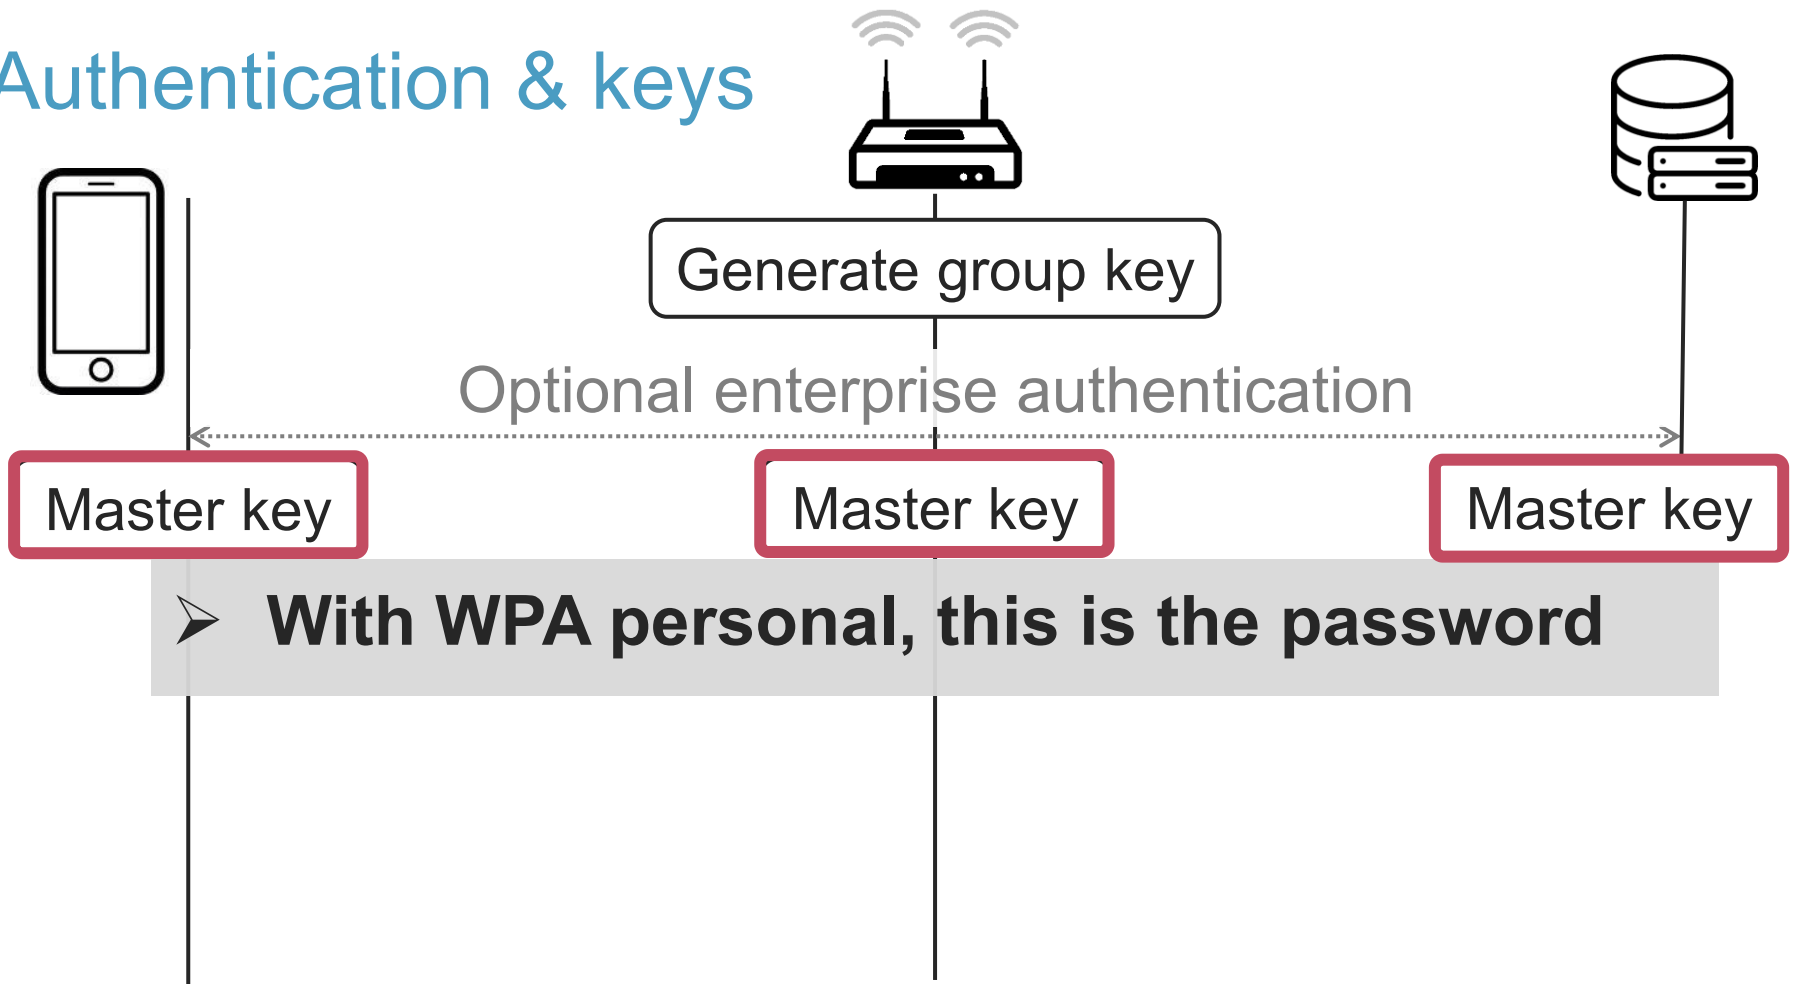 Authentication & keys
Generate group key
Optional enterprise authentication
Master key
Master key
Master key
➢ With WPA personal, this is the password